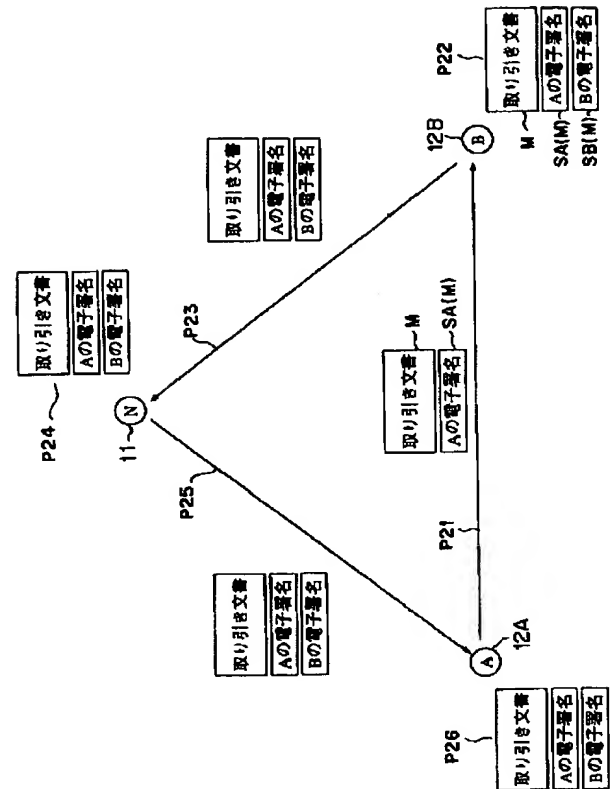 P24
取り引き文書
Aの電子署名
Bの電子署名
N
11
P25
取り引き文書
Aの電子署名
Bの電子署名
P23
取り引き文書
Aの電子署名
Bの電子署名
P26
取り引き文書
Aの電子署名
Bの電子署名
A
12A
P21
取り引き文書
M
Aの電子署名
SA(M)
12B
B
P22
取り引き文書
M
Aの電子署名
SA(M)
Bの電子署名
SB(M)